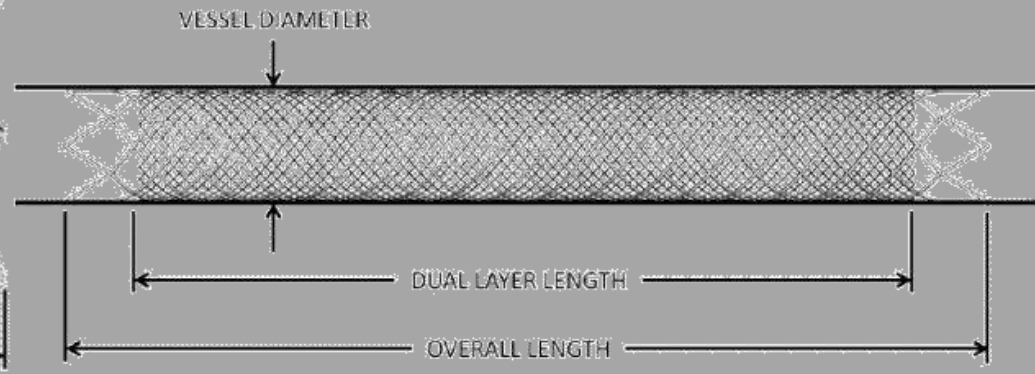 VESSEL DIAMETER
DUAL LAYER LENGTH
OVERALL LENGTH